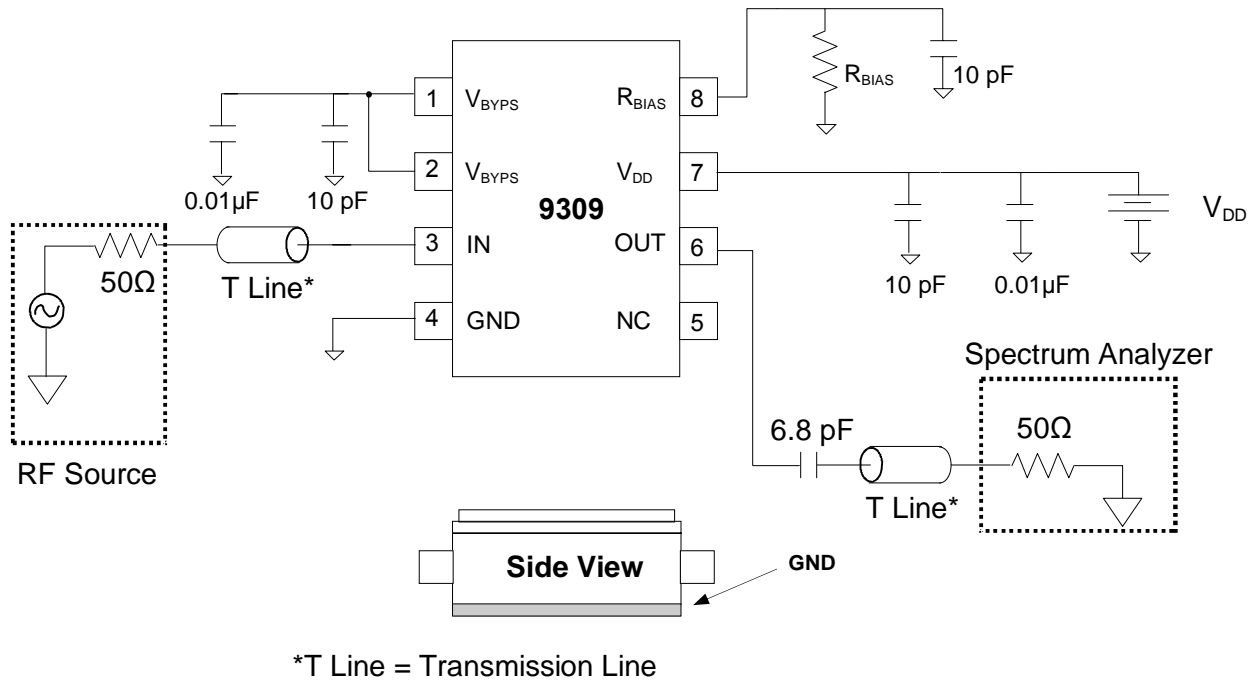 1 V_BYPS R_BIAS 8
R_BIAS 10 pF
2 V_BYPS V_DD 7
0.01µF 10 pF
9309
V_DD
3 IN OUT 6
50Ω
T Line*
10 pF 0.01µF
4 GND NC 5
Spectrum Analyzer
6.8 pF
50Ω
RF Source
T Line*
Side View
GND
*T Line = Transmission Line